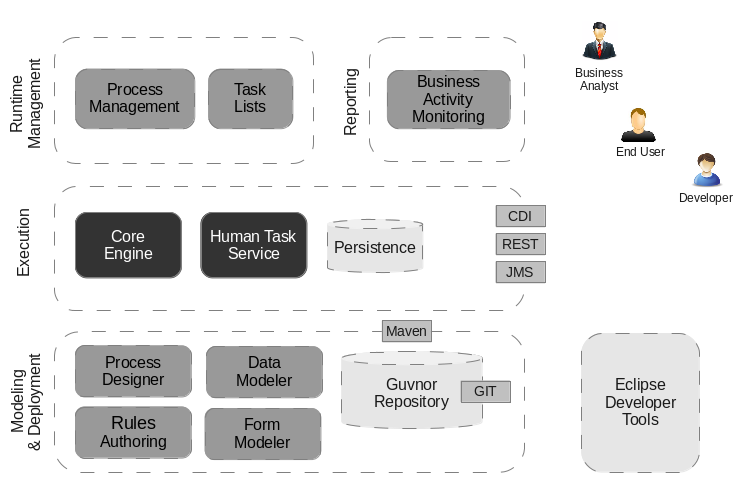 Runtime
Management
Process
Management
Task
Lists
Reporting
Business
Activity
Monitoring
Business
Analyst
End User
Developer
Execution
Core
Engine
Human Task
Service
Persistence
CDI
REST
JMS
Modeling
& Deployment
Process
Designer
Data
Modeler
Rules
Authoring
Form
Modeler
Maven
Guvnor
Repository
GIT
Eclipse
Developer
Tools